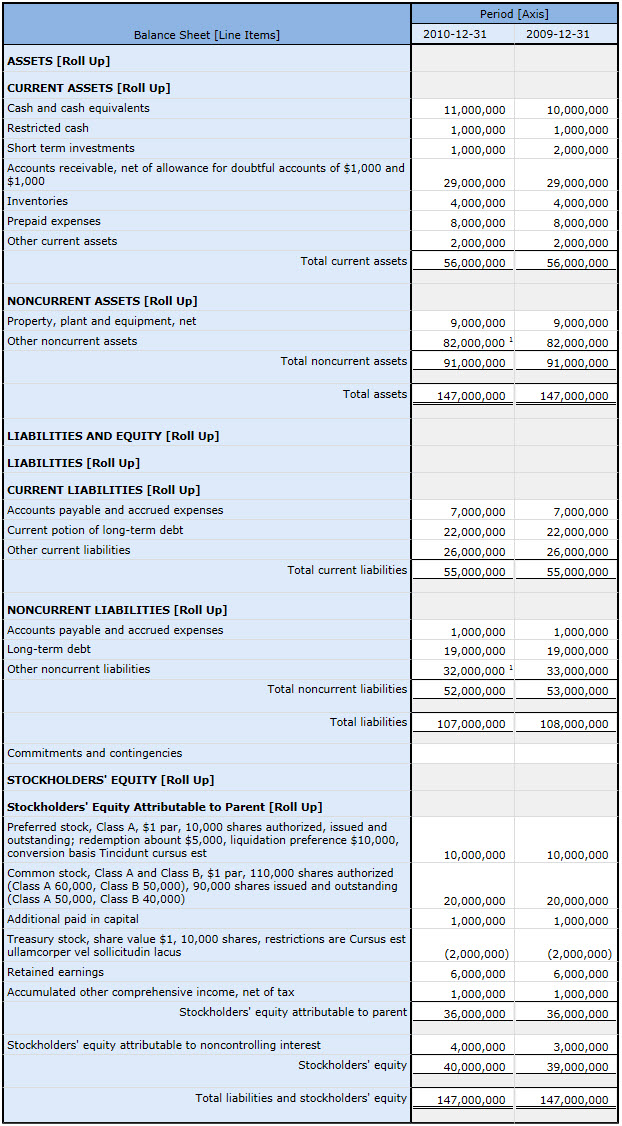 Period [Axis]
Balance Sheet [Line Items] 2010-12-31 2009-12-31
ASSETS [Roll Up]
CURRENT ASSETS [Roll Up]
Cash and cash equivalents 11,000,000 10,000,000
Restricted cash 1,000,000 1,000,000
Short term investments 1,000,000 2,000,000
Accounts receivable, net of allowance for doubtful accounts of $1,000 and
$1,000 29,000,000 29,000,000
Inventories 4,000,000 4,000,000
Prepaid expenses 8,000,000 8,000,000
Other current assets 2,000,000 2,000,000
Total current assets 56,000,000 56,000,000
NONCURRENT ASSETS [Roll Up]
Property, plant and equipment, net 9,000,000 9,000,000
Other noncurrent assets 82,000,000 1 82,000,000
Total noncurrent assets 91,000,000 91,000,000
Total assets 147,000,000 147,000,000
LIABILITIES AND EQUITY [Roll Up]
LIABILITIES [Roll Up]
CURRENT LIABILITIES [Roll Up]
Accounts payable and accrued expenses 7,000,000 7,000,000
Current potion of long-term debt 22,000,000 22,000,000
Other current liabilities 26,000,000 26,000,000
Total current liabilities 55,000,000 55,000,000
NONCURRENT LIABILITIES [Roll Up]
Accounts payable and accrued expenses 1,000,000 1,000,000
Long-term debt 19,000,000 19,000,000
Other noncurrent liabilities 32,000,000 1 33,000,000
Total noncurrent liabilities 52,000,000 53,000,000
Total liabilities 107,000,000 108,000,000
Commitments and contingencies
STOCKHOLDERS' EQUITY [Roll Up]
Stockholders' Equity Attributable to Parent [Roll Up]
Preferred stock, Class A, $1 par, 10,000 shares authorized, issued and
outstanding; redemption abount $5,000, liquidation preference $10,000,
conversion basis Tincidunt cursus est 10,000,000 10,000,000
Common stock, Class A and Class B, $1 par, 110,000 shares authorized
(Class A 60,000, Class B 50,000), 90,000 shares issued and outstanding
(Class A 50,000, Class B 40,000) 20,000,000 20,000,000
Additional paid in capital 1,000,000 1,000,000
Treasury stock, share value $1, 10,000 shares, restrictions are Cursus est
ullamcorper vel sollicitudin lacus (2,000,000) (2,000,000)
Retained earnings 6,000,000 6,000,000
Accumulated other comprehensive income, net of tax 1,000,000 1,000,000
Stockholders' equity attributable to parent 36,000,000 36,000,000
Stockholders' equity attributable to noncontrolling interest 4,000,000 3,000,000
Stockholders' equity 40,000,000 39,000,000
Total liabilities and stockholders' equity 147,000,000 147,000,000